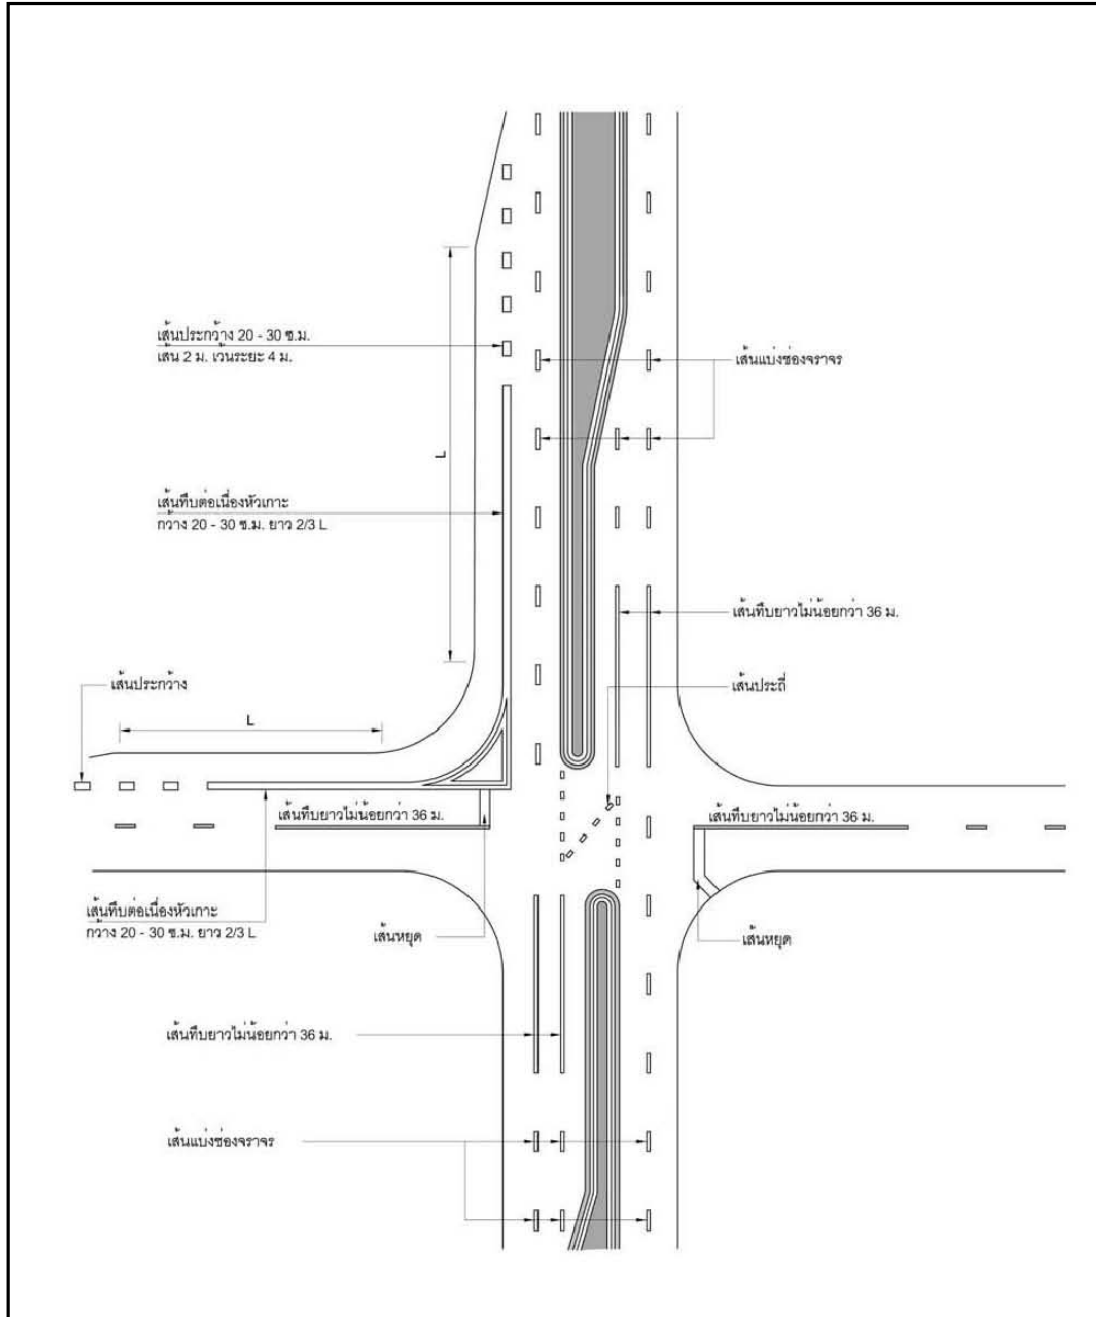 เส้นประกว้าง 20 - 30 ซ.ม.
เส้น 2 ม. เว้นระยะ 4 ม.
เส้นแบ่งช่องจราจร
L
เส้นทึบต่อเนื่องหัวเกาะ
กว้าง 20 - 30 ซ.ม. ยาว 2/3 L
เส้นทึบยาวไม่น้อยกว่า 36 ม.
เส้นประกว้าง
เส้นประถี่
L
เส้นทึบยาวไม่น้อยกว่า 36 ม.
เส้นทึบยาวไม่น้อยกว่า 36 ม.
เส้นทึบต่อเนื่องหัวเกาะ
กว้าง 20 - 30 ซ.ม. ยาว 2/3 L
เส้นหยุด
เส้นหยุด
เส้นทึบยาวไม่น้อยกว่า 36 ม.
เส้นแบ่งช่องจราจร